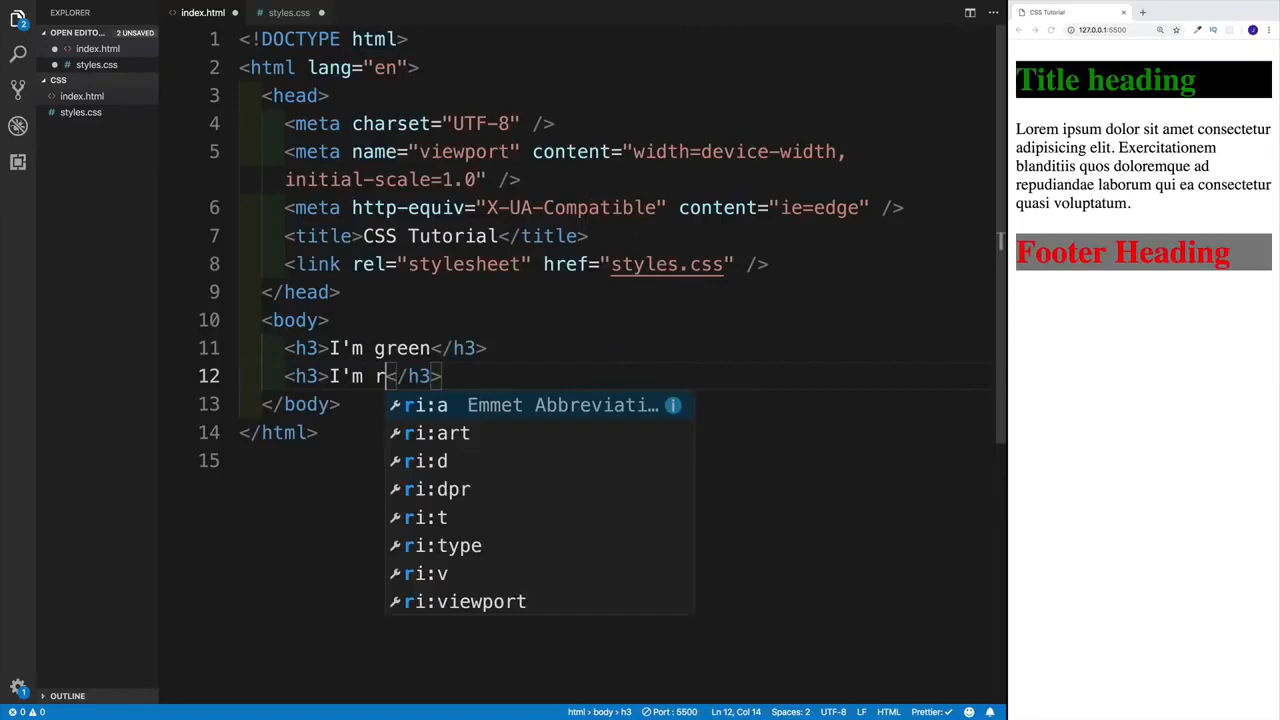 EXPLORER
index.html
styles.css
OPEN EDITO... 2 UNSAVED
index.html
styles.css
CSS
index.html
styles.css
OUTLINE
2
1
1 <!DOCTYPE html>
2 <html lang="en">
3 <head>
4 <meta charset="UTF-8" />
5 <meta name="viewport" content="width=device-width,
initial-scale=1.0" />
6 <meta http-equiv="X-UA-Compatible" content="ie=edge" />
7 <title>CSS Tutorial</title>
8 <link rel="stylesheet" href="styles.css" />
9 </head>
10 <body>
11 <h3>I'm green</h3>
12 <h3>I'm r</h3>
13 </body>
14 </html>
15
ri:a Emmet Abbreviati...
ri:art
ri:d
ri:dpr
ri:t
ri:type
ri:v
ri:viewport
CSS Tutorial
127.0.0.1:5500
IQ
J
Title heading
Lorem ipsum dolor sit amet consectetur
adipisicing elit. Exercitationem
blanditiis quos doloremque ad
repudiandae laborum qui ea consectetur
quasi voluptatum.
Footer Heading
0 0 html › body › h3 Port : 5500 Ln 12, Col 14 Spaces: 2 UTF-8 LF HTML Prettier: ✓